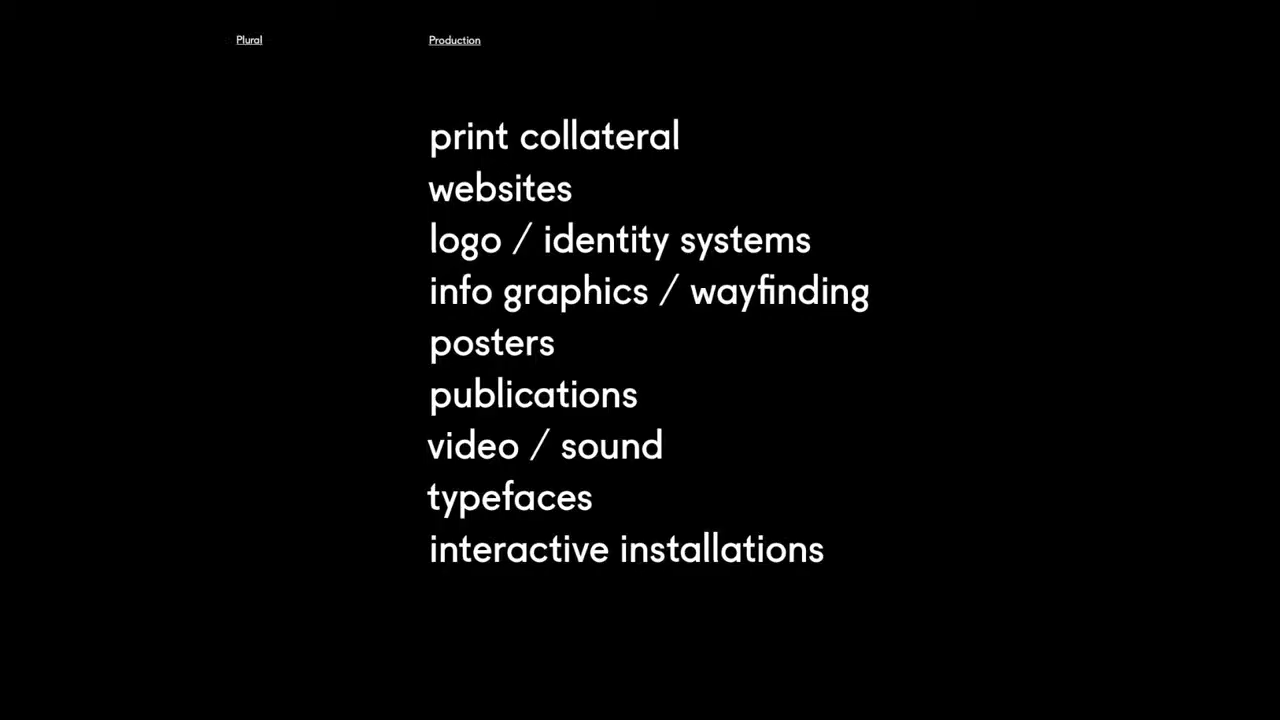 Plural
Production
print collateral
websites
logo / identity systems
info graphics / wayfinding
posters
publications
video / sound
typefaces
interactive installations